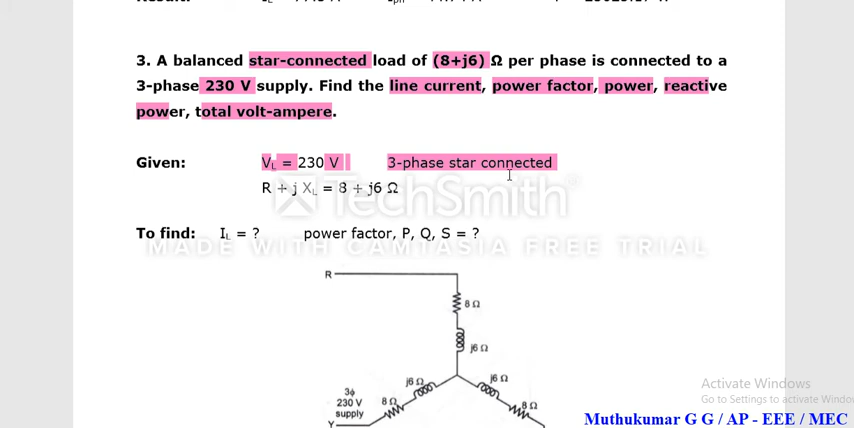 3. A balanced star-connected load of (8+j6) Ω per phase is connected to a
3-phase 230 V supply. Find the line current, power factor, power, reactive
power, total volt-ampere.
Given: VL = 230 V 3-phase star connected
R + j XL = 8 + j6 Ω
TechSmith
To find: IL = ? power factor, P, Q, S = ?
MADE WITH CAMTASIA FREE TRIAL
R
8 Ω
j6 Ω
j6 Ω j6 Ω
3ϕ
230 V
supply
8 Ω 8 Ω
Y
Activate Windows
Go to Settings to activate Windo
Muthukumar G G / AP - EEE / MEC